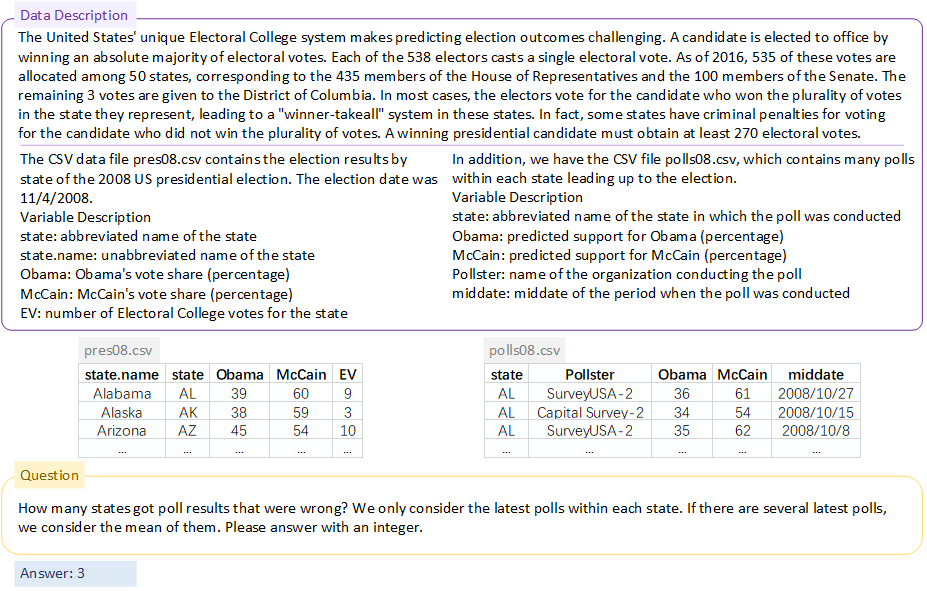 Data Description
The United States' unique Electoral College system makes predicting election outcomes challenging. A candidate is elected to office by
winning an absolute majority of electoral votes. Each of the 538 electors casts a single electoral vote. As of 2016, 535 of these votes are
allocated among 50 states, corresponding to the 435 members of the House of Representatives and the 100 members of the Senate. The
remaining 3 votes are given to the District of Columbia. In most cases, the electors vote for the candidate who won the plurality of votes
in the state they represent, leading to a "winner-takeall" system in these states. In fact, some states have criminal penalties for voting
for the candidate who did not win the plurality of votes. A winning presidential candidate must obtain at least 270 electoral votes.
The CSV data file pres08.csv contains the election results by
state of the 2008 US presidential election. The election date was
11/4/2008.
Variable Description
state: abbreviated name of the state
state.name: unabbreviated name of the state
Obama: Obama's vote share (percentage)
McCain: McCain's vote share (percentage)
EV: number of Electoral College votes for the state
In addition, we have the CSV file polls08.csv, which contains many polls
within each state leading up to the election.
Variable Description
state: abbreviated name of the state in which the poll was conducted
Obama: predicted support for Obama (percentage)
McCain: predicted support for McCain (percentage)
Pollster: name of the organization conducting the poll
middate: middate of the period when the poll was conducted
pres08.csv
state.name state Obama McCain EV
Alabama AL 39 60 9
Alaska AK 38 59 3
Arizona AZ 45 54 10
... ... ... ... ...
polls08.csv
state Pollster Obama McCain middate
AL SurveyUSA-2 36 61 2008/10/27
AL Capital Survey-2 34 54 2008/10/15
AL SurveyUSA-2 35 62 2008/10/8
... ... ... ... ...
Question
How many states got poll results that were wrong? We only consider the latest polls within each state. If there are several latest polls,
we consider the mean of them. Please answer with an integer.
Answer: 3